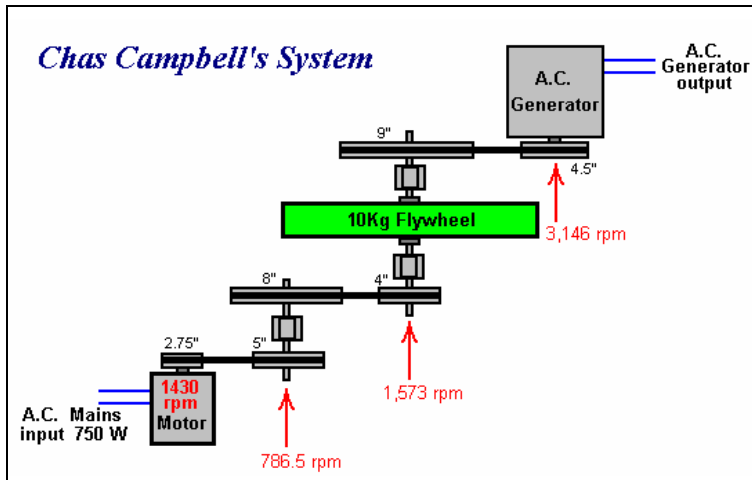 Chas Campbell's System
A.C.
Generator
A.C.
Generator
output
9"
4.5"
10Kg Flywheel
3,146 rpm
8"
4"
2.75"
5"
1430
rpm
Motor
1,573 rpm
A.C. Mains
input 750 W
786.5 rpm